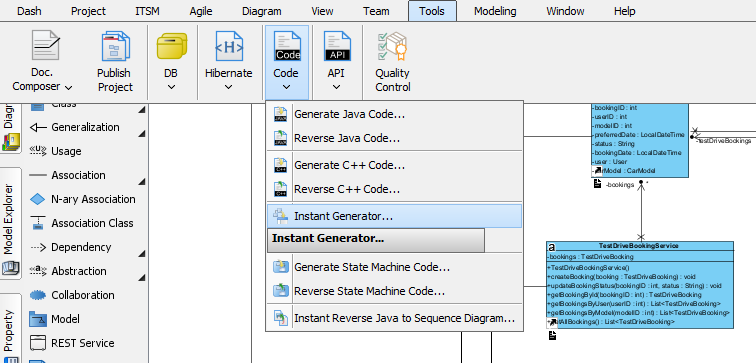 Dash Project ITSM Agile Diagram View Team Tools Modeling Window Help
Doc. Composer
Publish Project
DB
Hibernate
Code
API
Quality Control
Diag
Model Explorer
Property
Class
Generalization
Usage
Association
N-ary Association
Association Class
Dependency
Abstraction
Collaboration
Model
REST Service
Generate Java Code...
Reverse Java Code...
Generate C++ Code...
Reverse C++ Code...
Instant Generator...
Instant Generator...
Generate State Machine Code...
Reverse State Machine Code...
Instant Reverse Java to Sequence Diagram...
-bookingID : int
-userID : int
-modelID : int
-preferredDate : LocalDateTime
-status : String
-bookingDate : LocalDateTime
-user : User
arModel : CarModel
-TestDriveBookings
-bookings *
TestDriveBookingService
-bookings : TestDriveBooking
+TestDriveBookingService()
+createBooking(booking : TestDriveBooking) : void
+updateBookingStatus(bookingID : int, status : String) : void
+getBookingById(bookingID : int) : TestDriveBooking
+getBookingsByUser(userID : int) : List<TestDriveBooking>
+getBookingsByModel(modelID : int) : List<TestDriveBooking>
tAllBookings() : List<TestDriveBooking>